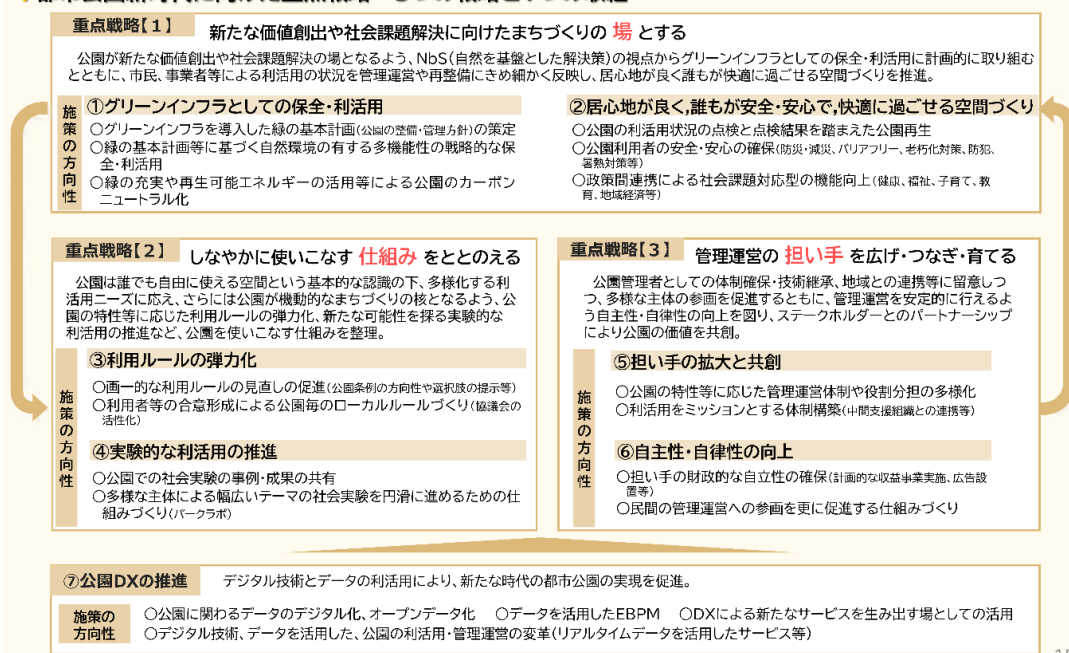 重点戦略【1】 新たな価値創出や社会課題解決に向けたまちづくりの 場 とする
公園が新たな価値創出や社会課題解決の場となるよう、NbS(自然を基盤とした解決策)の視点からグリーンインフラとしての保全・利活用に計画的に取り組む
とともに、市民、事業者等による利活用の状況を管理運営や再整備にきめ細かく反映し、居心地が良く誰もが快適に過ごせる空間づくりを推進。
施策の方向性
①グリーンインフラとしての保全・利活用
○グリーンインフラを導入した緑の基本計画(公園の整備・管理方針)の策定
○緑の基本計画等に基づく自然環境の有する多機能性の戦略的な保
全・利活用
○緑の充実や再生可能エネルギーの活用等による公園のカーボン
ニュートラル化
②居心地が良く,誰もが安全・安心で,快適に過ごせる空間づくり
○公園の利活用状況の点検と点検結果を踏まえた公園再生
○公園利用者の安全・安心の確保(防災・減災、バリアフリー、老朽化対策、防犯、
暑熱対策等)
○政策間連携による社会課題対応型の機能向上(健康、福祉、子育て、教
育、地域経済等)
重点戦略【2】 しなやかに使いこなす 仕組み をととのえる
公園は誰でも自由に使える空間という基本的な認識の下、多様化する利
活用ニーズに応え、さらには公園が機動的なまちづくりの核となるよう、公
園の特性等に応じた利用ルールの弾力化、新たな可能性を探る実験的な
利活用の推進など、公園を使いこなす仕組みを整理。
施策の方向性
③利用ルールの弾力化
○画一的な利用ルールの見直しの促進(公園条例の方向性や選択肢の提示等)
○利用者等の合意形成による公園毎のローカルルールづくり(協議会の
活性化)
④実験的な利活用の推進
○公園での社会実験の事例・成果の共有
○多様な主体による幅広いテーマの社会実験を円滑に進めるための仕
組みづくり(パークラボ)
重点戦略【3】 管理運営の 担い手 を広げ・つなぎ・育てる
公園管理者としての体制確保・技術継承、地域との連携等に留意しつ
つ、多様な主体の参画を促進するともに、管理運営を安定的に行えるよ
う自主性・自律性の向上を図り、ステークホルダーとのパートナーシップ
により公園の価値を共創。
施策の方向性
⑤担い手の拡大と共創
○公園の特性等に応じた管理運営体制や役割分担の多様化
○利活用をミッションとする体制構築(中間支援組織との連携等)
⑥自主性・自律性の向上
○担い手の財政的な自立性の確保(計画的な収益事業実施、広告設
置等)
○民間の管理運営への参画を更に促進する仕組みづくり
⑦公園DXの推進 デジタル技術とデータの利活用により、新たな時代の都市公園の実現を促進。
施策の
方向性
○公園に関わるデータのデジタル化、オープンデータ化 ○データを活用したEBPM ○DXによる新たなサービスを生み出す場としての活用
○デジタル技術、データを活用した、公園の利活用・管理運営の変革(リアルタイムデータを活用したサービス等)